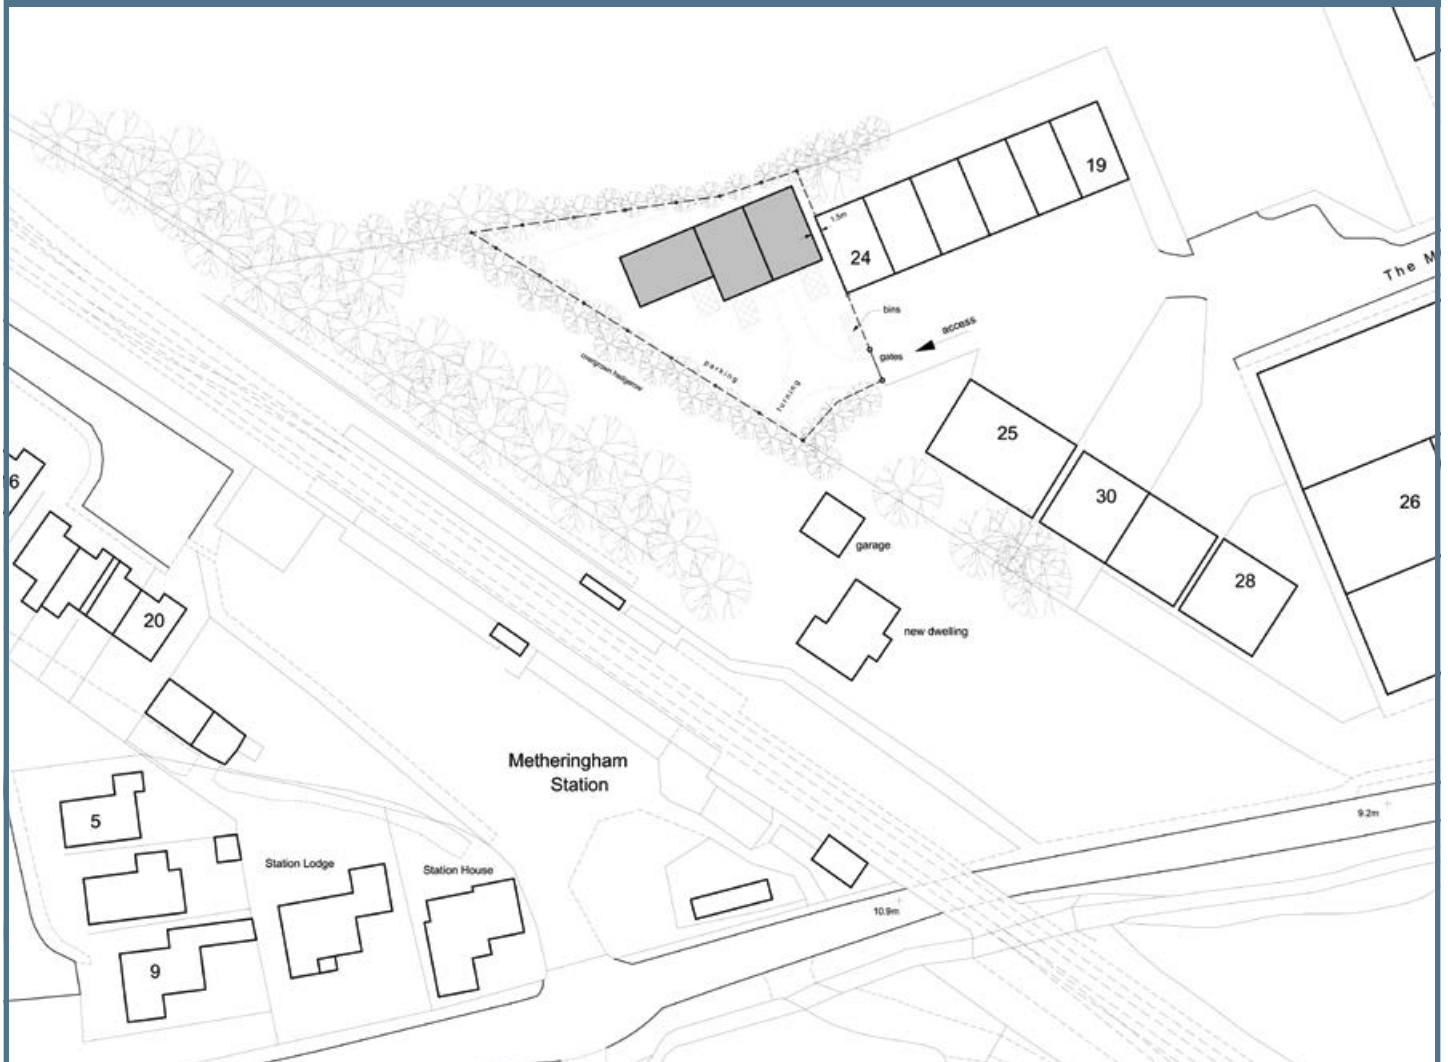 19
1.5m
24
The M
bins
access
gates
overgrown hedgerow
parking
turning
25
6
30
26
garage
28
20
new dwelling
Metheringham
Station
9.2m
5
Station Lodge
Station House
10.9m
9